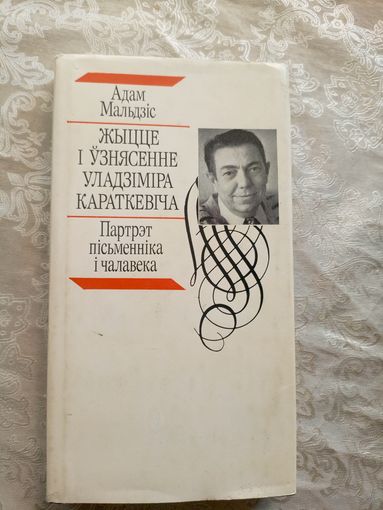 Адам
Мальдзіс
ЖЫЦЦЕ
І ЎЗНЯСЕННЕ
УЛАДЗІМІРА
КАРАТКЕВІЧА
Партрэт
пісьменніка
і чалавека